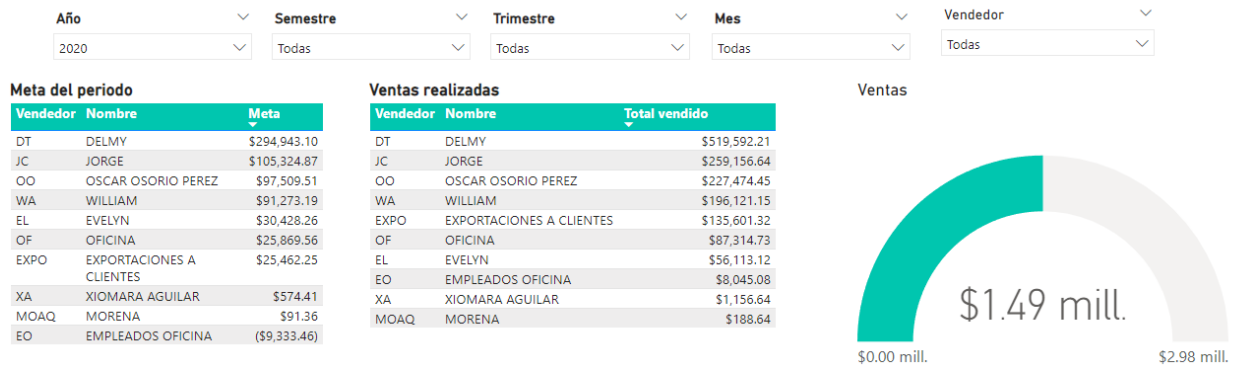 Año Semestre Trimestre Mes Vendedor
2020 Todas Todas Todas Todas
Meta del periodo
Vendedor Nombre Meta
DT DELMY $294,943.10
JC JORGE $105,324.87
OO OSCAR OSORIO PEREZ $97,509.51
WA WILLIAM $91,273.19
EL EVELYN $30,428.26
OF OFICINA $25,869.56
EXPO EXPORTACIONES A $25,462.25
CLIENTES
XA XIOMARA AGUILAR $574.41
MOAQ MORENA $91.36
EO EMPLEADOS OFICINA ($9,333.46)
Ventas realizadas
Vendedor Nombre Total vendido
DT DELMY $519,592.21
JC JORGE $259,156.64
OO OSCAR OSORIO PEREZ $227,474.45
WA WILLIAM $196,121.15
EXPO EXPORTACIONES A CLIENTES $135,601.32
OF OFICINA $87,314.73
EL EVELYN $56,113.12
EO EMPLEADOS OFICINA $8,045.08
XA XIOMARA AGUILAR $1,156.64
MOAQ MORENA $188.64
Ventas
$1.49 mill.
$0.00 mill. $2.98 mill.